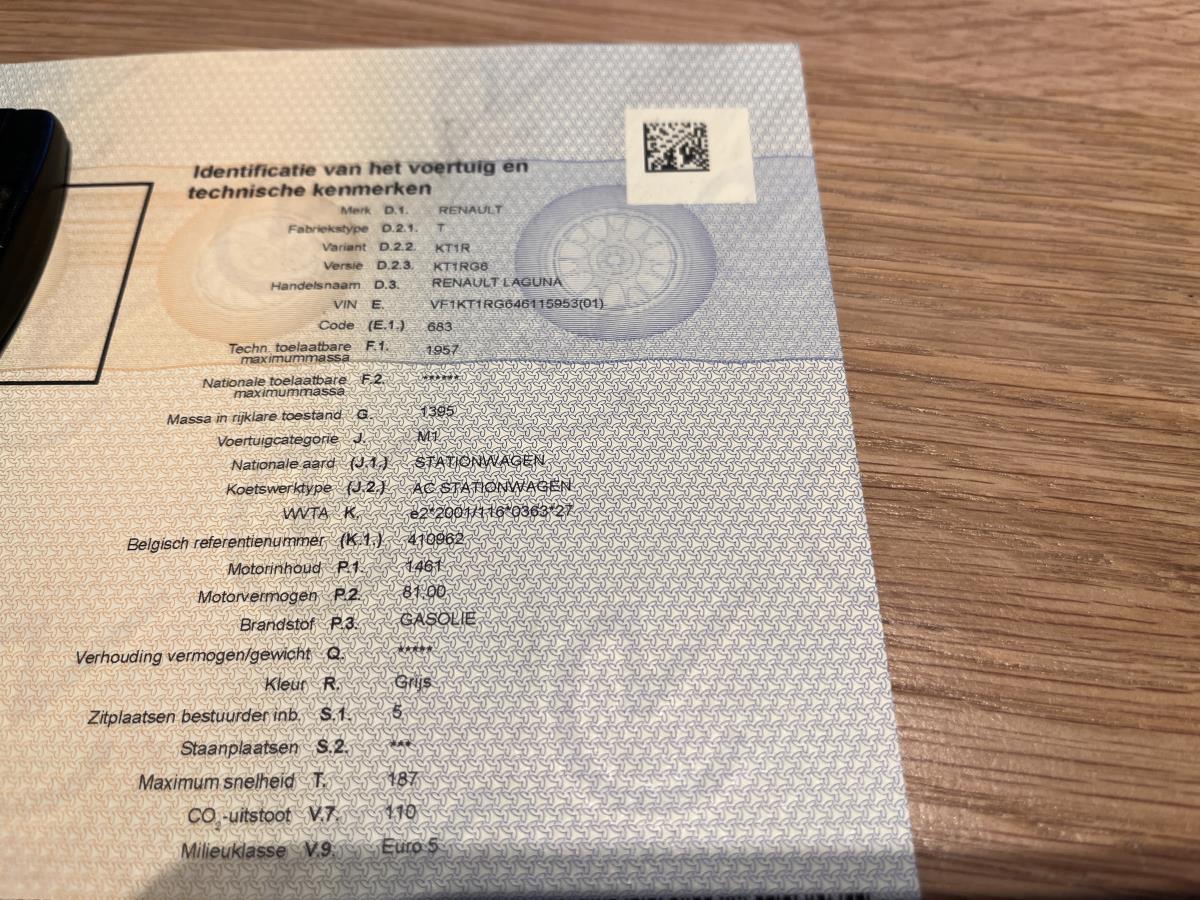 Identificatie van het voertuig en
technische kenmerken
Merk D.1. RENAULT
Fabriekstype D.2.1. T
Variant D.2.2. KT1R
Versie D.2.3. KT1RG6
Handelsnaam D.3. RENAULT LAGUNA
VIN E. VF1KT1RG646115953(01)
Code (E.1.) 683
Techn. toelaatbare F.1. 1957
maximummassa
Nationale toelaatbare F.2. ******
maximummassa
Massa in rijklare toestand G. 1395
Voertuigcategorie J. M1
Nationale aard (J.1.) STATIONWAGEN
Koetswerktype (J.2.) AC STATIONWAGEN
WVTA K. e2*2001/116*0363*27
Belgisch referentienummer (K.1.) 410962
Motorinhoud P.1. 1461
Motorvermogen P.2. 81,00
Brandstof P.3. GASOLIE
Verhouding vermogen/gewicht Q. *****
Kleur R. Grijs
Zitplaatsen bestuurder inb. S.1. 5
Staanplaatsen S.2. ***
Maximum snelheid T. 187
CO₂-uitstoot V.7. 110
Milieuklasse V.9. Euro 5